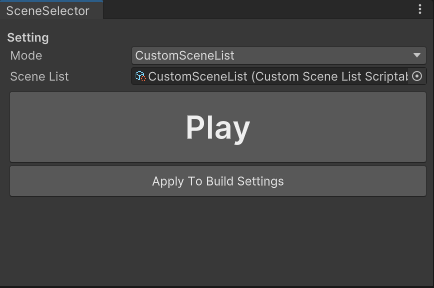 SceneSelector
Setting
Mode CustomSceneList
Scene List CustomSceneList (Custom Scene List Scriptal
Play
Apply To Build Settings